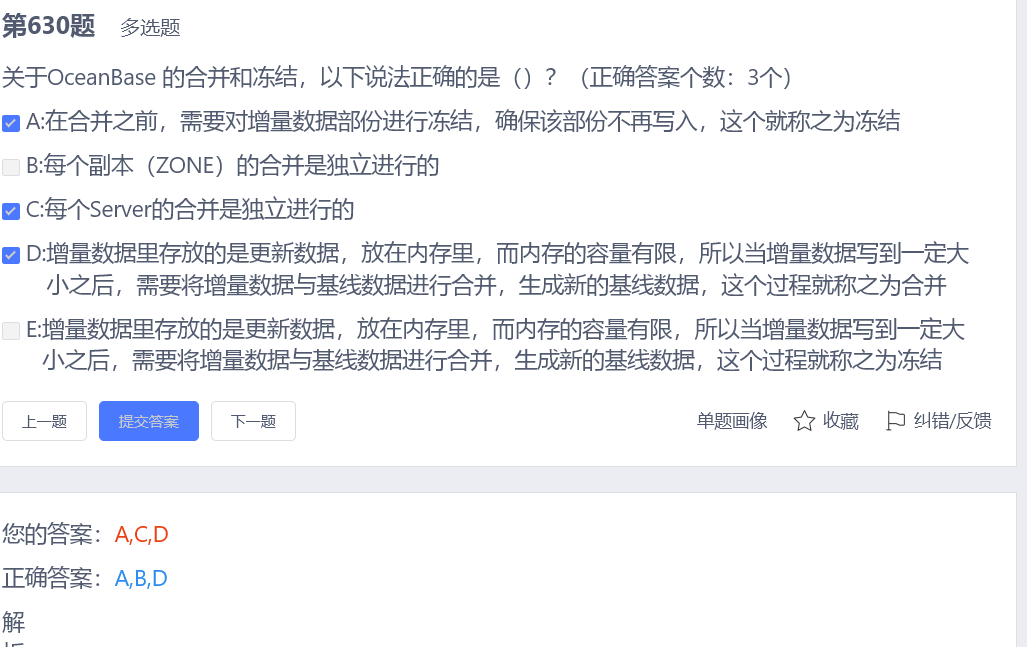 第630题 多选题
关于OceanBase 的合并和冻结，以下说法正确的是（）？（正确答案个数：3个）
A:在合并之前，需要对增量数据部份进行冻结，确保该部份不再写入，这个就称之为冻结
B:每个副本（ZONE）的合并是独立进行的
C:每个Server的合并是独立进行的
D:增量数据里存放的是更新数据，放在内存里，而内存的容量有限，所以当增量数据写到一定大
小之后，需要将增量数据与基线数据进行合并，生成新的基线数据，这个过程就称之为合并
E:增量数据里存放的是更新数据，放在内存里，而内存的容量有限，所以当增量数据写到一定大
小之后，需要将增量数据与基线数据进行合并，生成新的基线数据，这个过程就称之为冻结
上一题 提交答案 下一题 单题画像 收藏 纠错/反馈
您的答案：A,C,D
正确答案：A,B,D
解